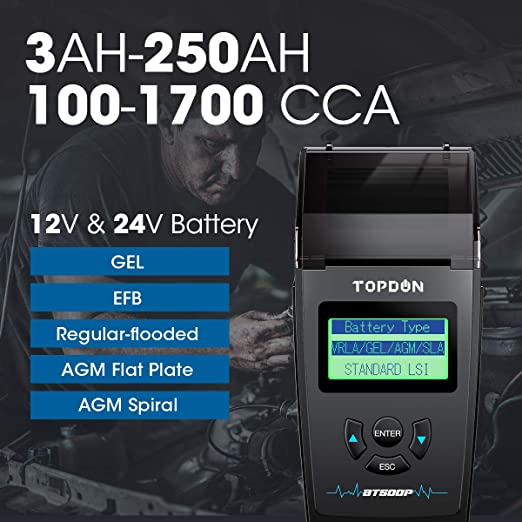 3AH-250AH
100-1700 CCA
12V & 24V Battery
GEL
EFB
Regular-flooded
AGM Flat Plate
AGM Spiral
TOPDON
Battery Type
VRLA/GEL/AGM/SLA
STANDARD LSI
ENTER
ESC
BT500P